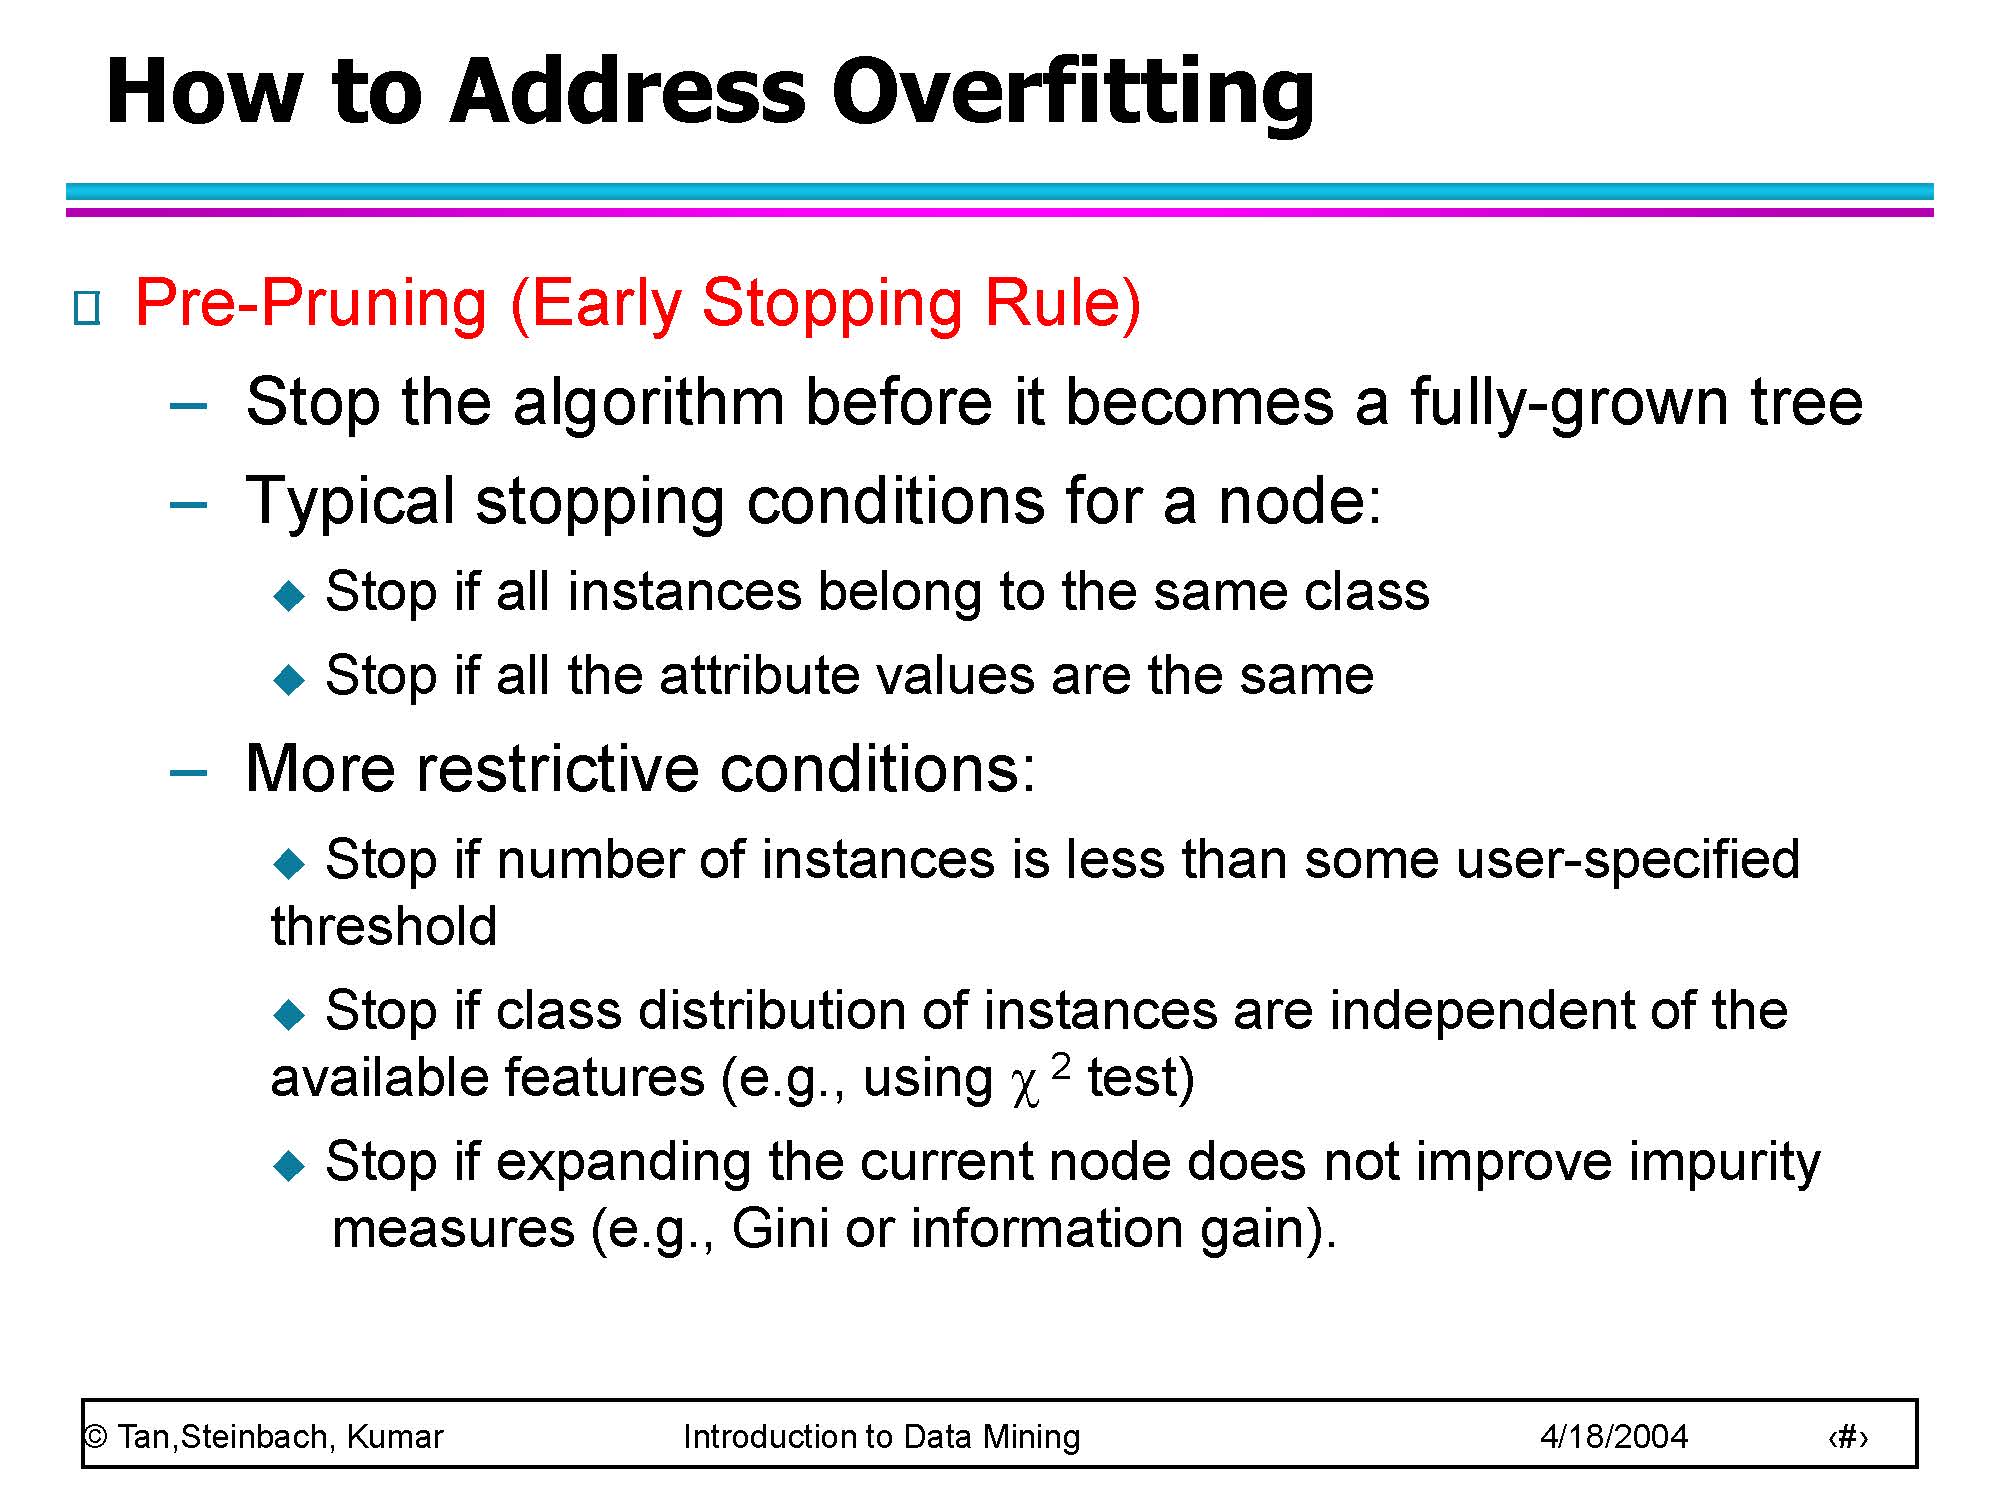 How to Address Overfitting
Pre-Pruning (Early Stopping Rule)
– Stop the algorithm before it becomes a fully-grown tree
– Typical stopping conditions for a node:
◆ Stop if all instances belong to the same class
◆ Stop if all the attribute values are the same
– More restrictive conditions:
◆ Stop if number of instances is less than some user-specified
threshold
◆ Stop if class distribution of instances are independent of the
available features (e.g., using χ ² test)
◆ Stop if expanding the current node does not improve impurity
measures (e.g., Gini or information gain).
© Tan,Steinbach, Kumar Introduction to Data Mining 4/18/2004 ‹#›